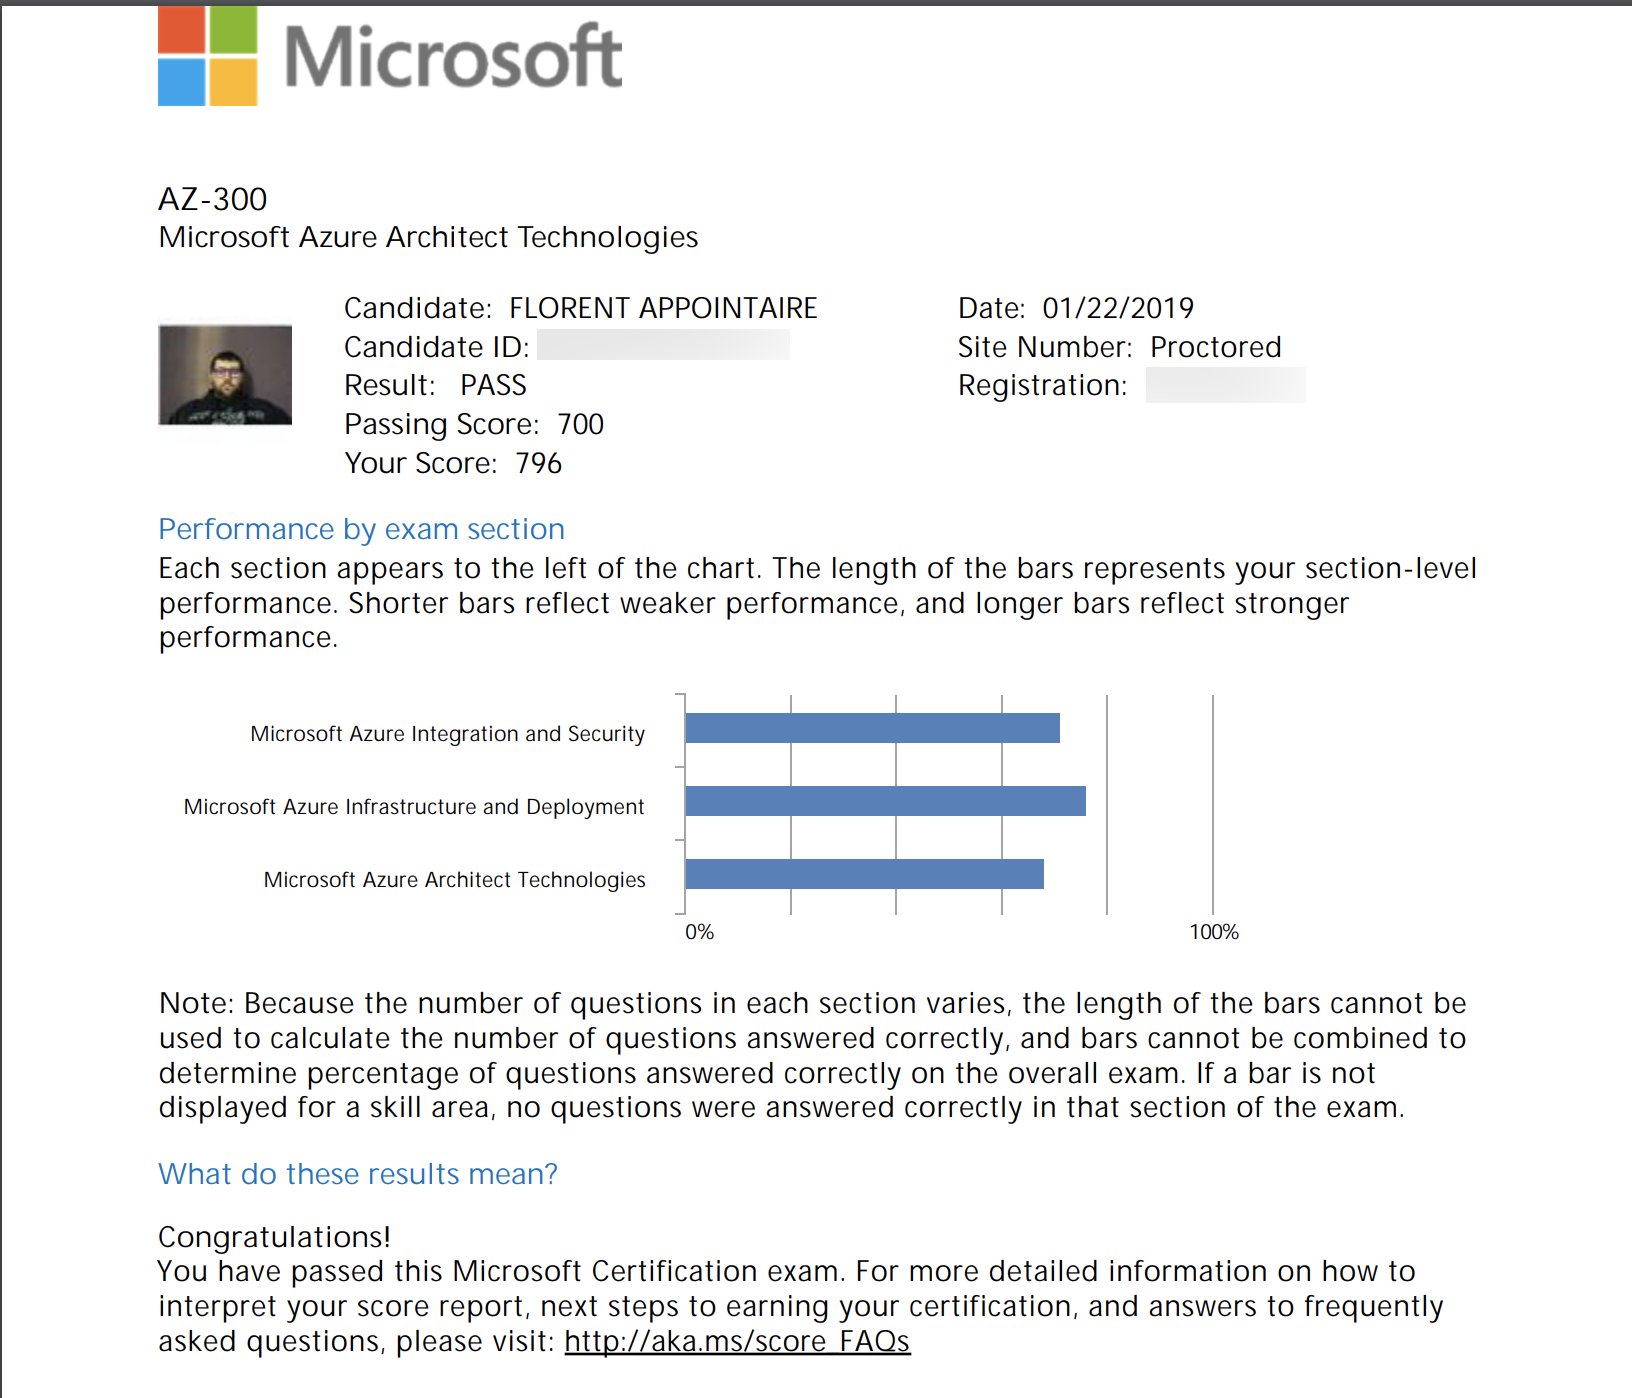 Microsoft
AZ-300
Microsoft Azure Architect Technologies
Candidate: FLORENT APPOINTAIRE
Date: 01/22/2019
Candidate ID:
Site Number: Proctored
Result: PASS
Registration:
Passing Score: 700
Your Score: 796
Performance by exam section
Each section appears to the left of the chart. The length of the bars represents your section-level
performance. Shorter bars reflect weaker performance, and longer bars reflect stronger
performance.
Microsoft Azure Integration and Security
Microsoft Azure Infrastructure and Deployment
Microsoft Azure Architect Technologies
0%
100%
Note: Because the number of questions in each section varies, the length of the bars cannot be
used to calculate the number of questions answered correctly, and bars cannot be combined to
determine percentage of questions answered correctly on the overall exam. If a bar is not
displayed for a skill area, no questions were answered correctly in that section of the exam.
What do these results mean?
Congratulations!
You have passed this Microsoft Certification exam. For more detailed information on how to
interpret your score report, next steps to earning your certification, and answers to frequently
asked questions, please visit: http://aka.ms/score_FAQs